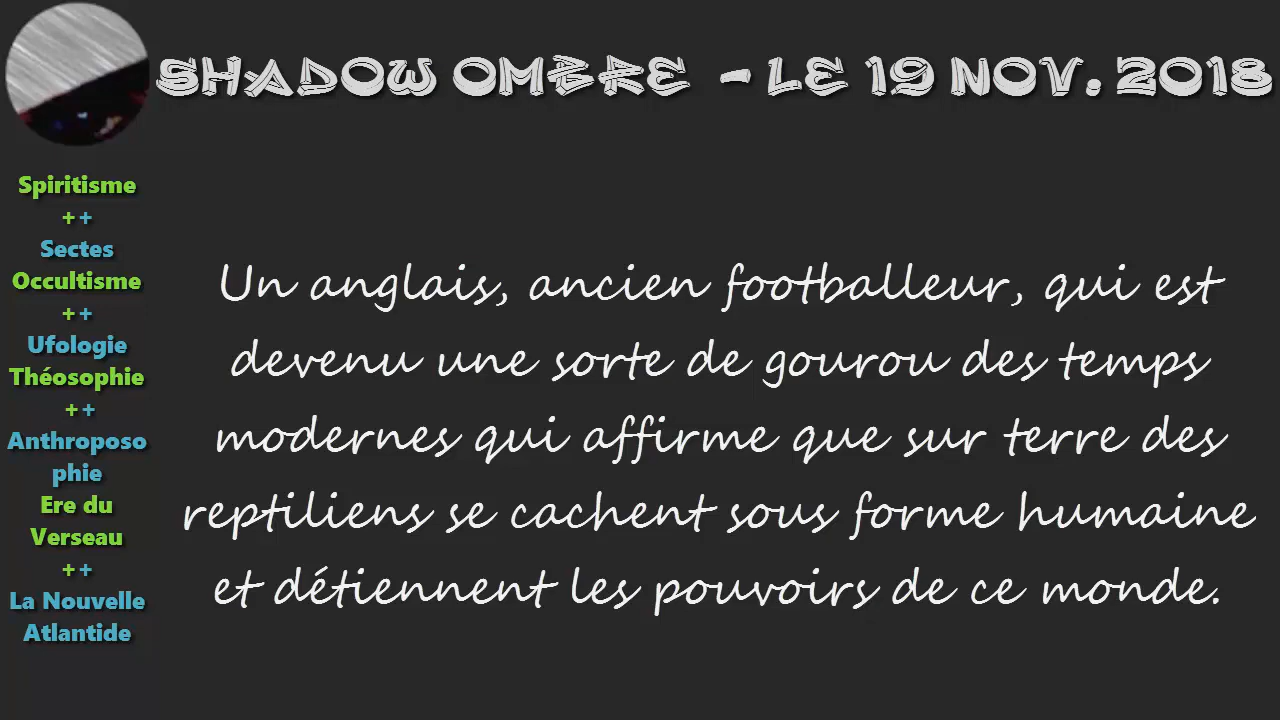 SHADOW OMBRE - LE 19 NOV. 2018
Spiritisme
++
Sectes
Occultisme
++
Ufologie
Théosophie
++
Anthroposo
phie
Ere du
Verseau
++
La Nouvelle
Atlantide
Un anglais, ancien footballeur, qui est
devenu une sorte de gourou des temps
modernes qui affirme que sur terre des
reptiliens se cachent sous forme humaine
et détiennent les pouvoirs de ce monde.